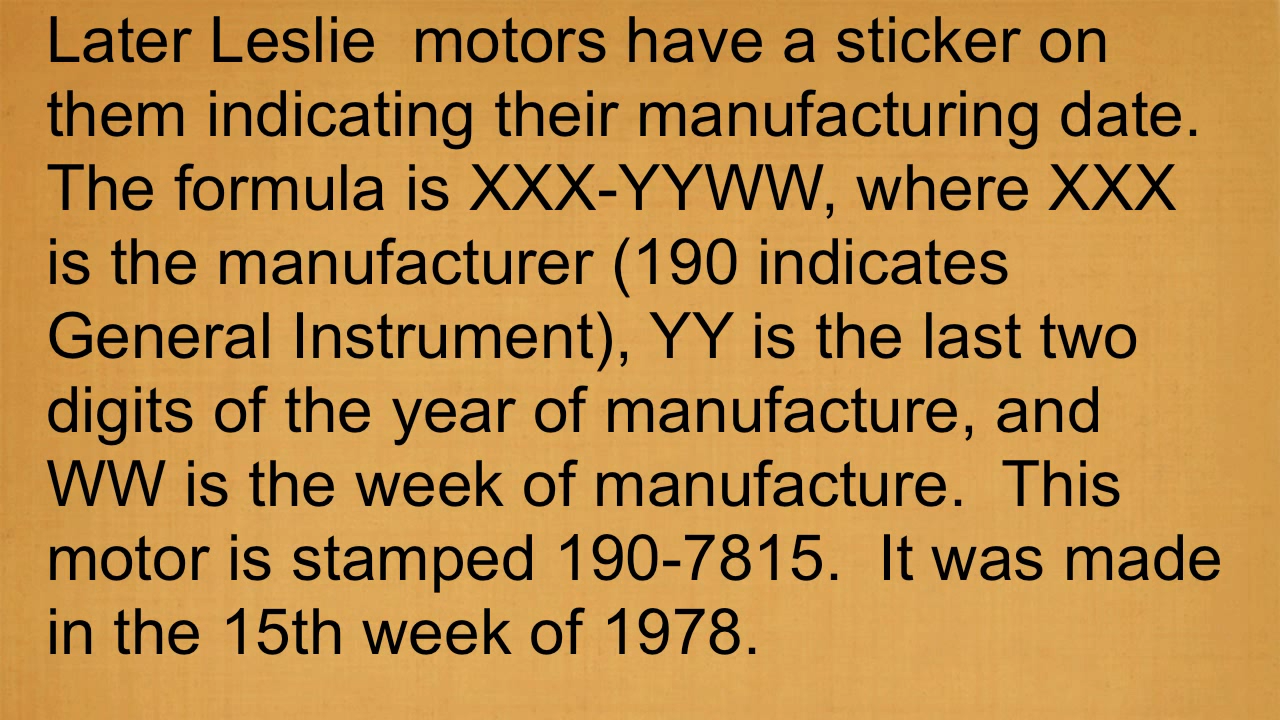 Later Leslie  motors have a sticker on
them indicating their manufacturing date.
The formula is XXX-YYWW, where XXX
is the manufacturer (190 indicates
General Instrument), YY is the last two
digits of the year of manufacture, and
WW is the week of manufacture.  This
motor is stamped 190-7815.  It was made
in the 15th week of 1978.